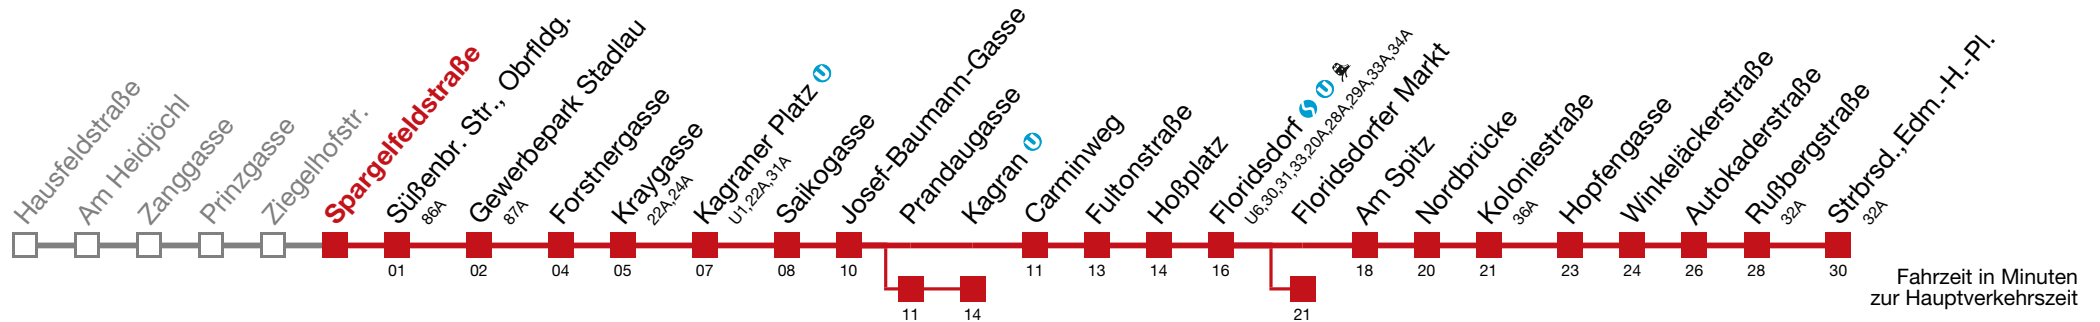 Hausfeldstraße
Am Heidjöchl
Zanggasse
Prinzgasse
Ziegelhofstr.
Spargelfeldstraße
Süßenbr. Str., Obrfldg.
86A
Gewerbepark Stadlau
87A
Forstnergasse
Kraygasse
22A,24A
Kagraner Platz U
U1,22A,31A
Saikogasse
Josef-Baumann-Gasse
Prandaugasse
Kagran U
Carminweg
Fultonstraße
Hoßplatz
Floridsdorf S U
U6,30,31,33,20A,28A,29A,33A,34A
Floridsdorfer Markt
Am Spitz
Nordbrücke
Koloniestraße
36A
Hopfengasse
Winkeläckerstraße
Autokaderstraße
Rußbergstraße
32A
Strbrsd.,Edm.-H.-Pl.
32A
01 02 04 05 07 08 10 11 13 14 16 18 20 21 23 24 26 28 30
11 14 21
Fahrzeit in Minuten
zur Hauptverkehrszeit